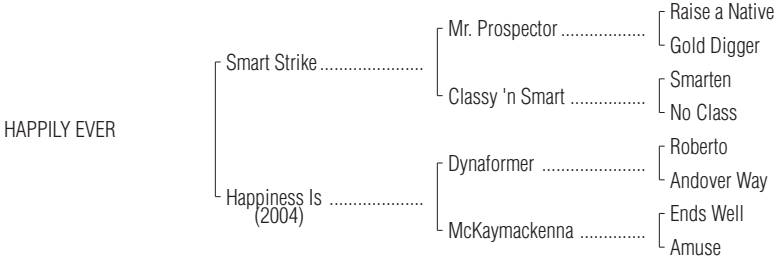 Raise a Native
Mr. Prospector ..................
Gold Digger
Smart Strike ......................
Smarten
Classy 'n Smart ................
No Class
HAPPILY EVER
Roberto
Dynaformer ......................
Andover Way
Happiness Is ....................
(2004)
Ends Well
McKaymackenna ..............
Amuse